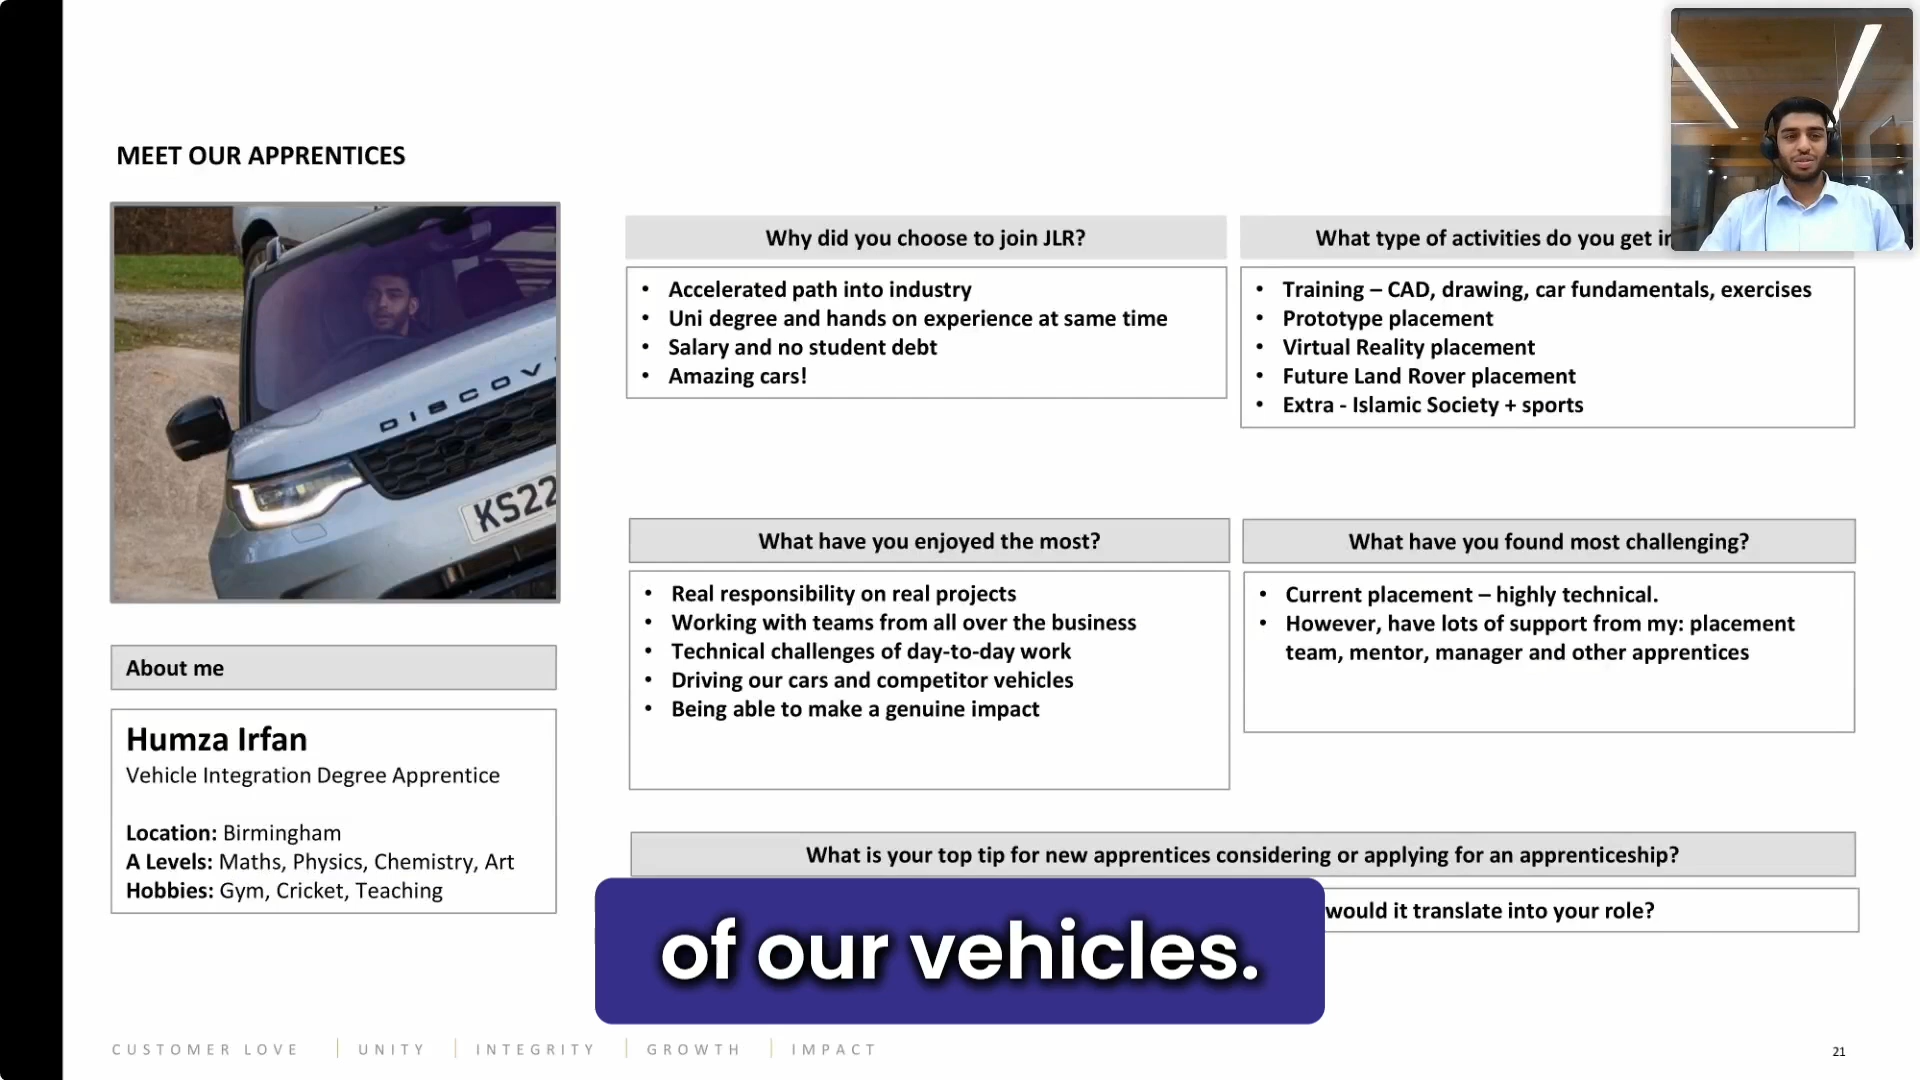 MEET OUR APPRENTICES
DISCOV
KS22
About me
Humza Irfan
Vehicle Integration Degree Apprentice
Location: Birmingham
A Levels: Maths, Physics, Chemistry, Art
Hobbies: Gym, Cricket, Teaching
Why did you choose to join JLR?
• Accelerated path into industry
• Uni degree and hands on experience at same time
• Salary and no student debt
• Amazing cars!
What type of activities do you get
• Training – CAD, drawing, car fundamentals, exercises
• Prototype placement
• Virtual Reality placement
• Future Land Rover placement
• Extra - Islamic Society + sports
What have you enjoyed the most?
• Real responsibility on real projects
• Working with teams from all over the business
• Technical challenges of day-to-day work
• Driving our cars and competitor vehicles
• Being able to make a genuine impact
What have you found most challenging?
• Current placement – highly technical.
• However, have lots of support from my: placement
team, mentor, manager and other apprentices
What is your top tip for new apprentices considering or applying for an apprenticeship?
would it translate into your role?
of our vehicles.
CUSTOMER LOVE | UNITY | INTEGRITY | GROWTH | IMPACT
21